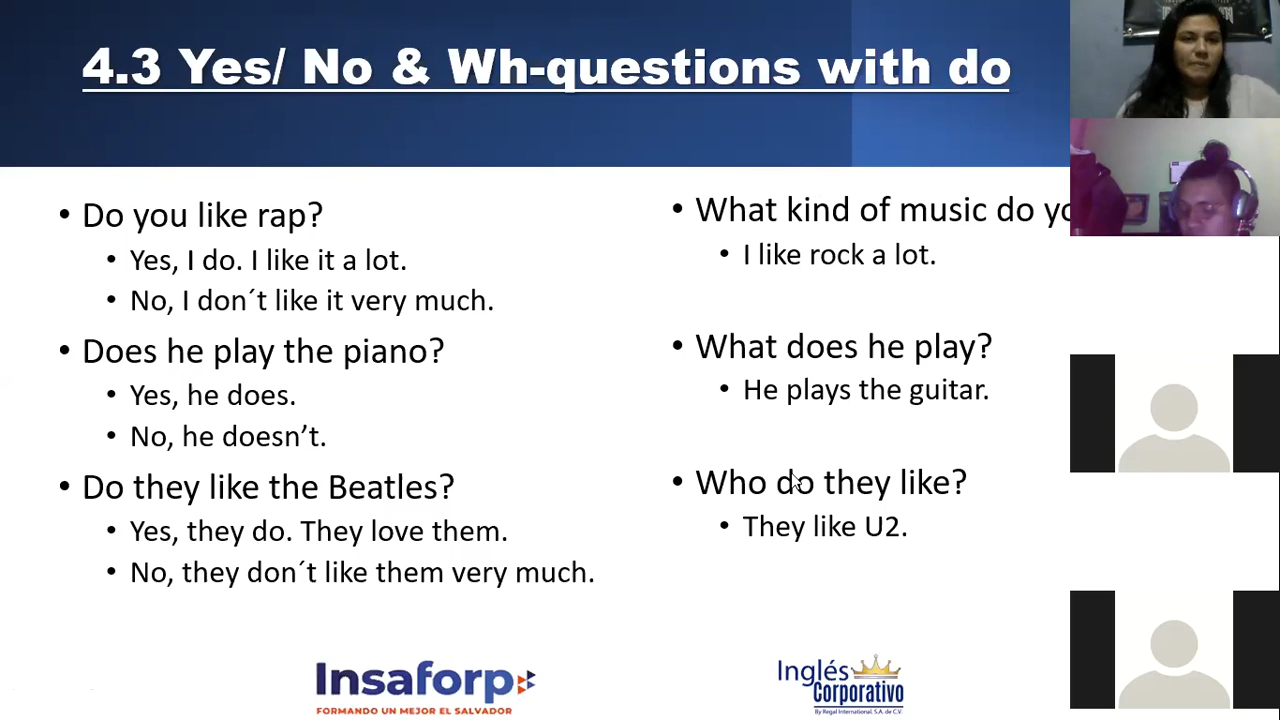 4.3 Yes/ No & Wh-questions with do
• Do you like rap?
• Yes, I do. I like it a lot.
• No, I don´t like it very much.
• Does he play the piano?
• Yes, he does.
• No, he doesn’t.
• Do they like the Beatles?
• Yes, they do. They love them.
• No, they don´t like them very much.
• What kind of music do yo
• I like rock a lot.
• What does he play?
• He plays the guitar.
• Who do they like?
• They like U2.
Insaforp
FORMANDO UN MEJOR EL SALVADOR
Inglés
Corporativo
By Regal International, S.A. de C.V.